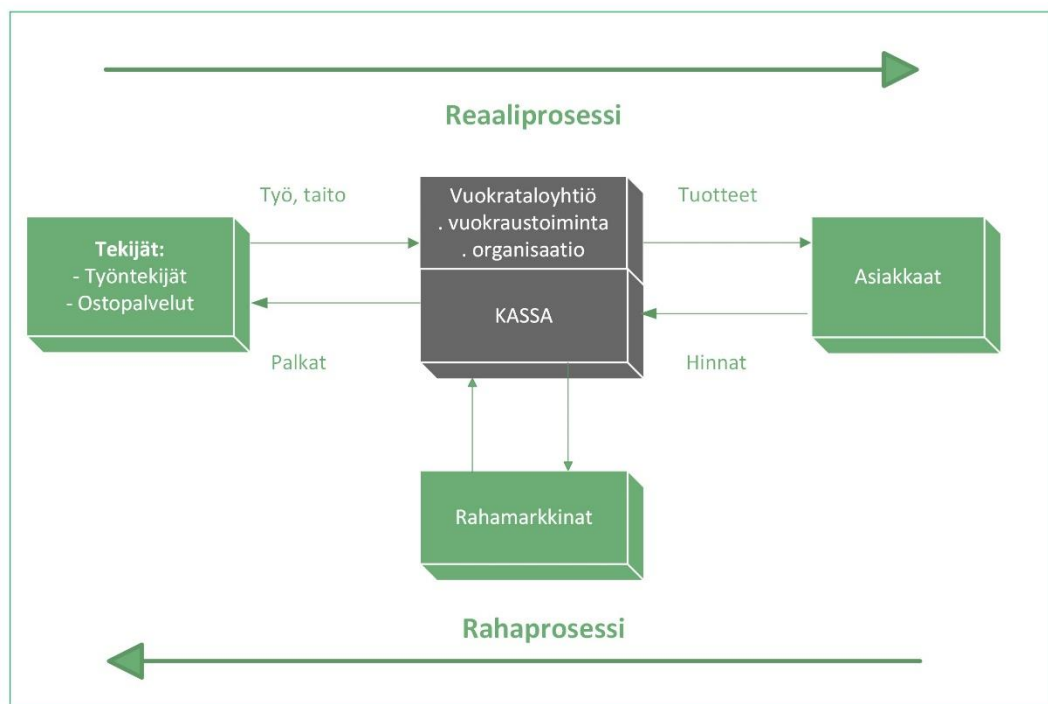 Reaaliprosessi
Työ, taito
Vuokrataloyhtiö
. vuokraustoiminta
. organisaatio
Tuotteet
Tekijät:
- Työntekijät
- Ostopalvelut
Asiakkaat
KASSA
Palkat
Hinnat
Rahamarkkinat
Rahaprosessi